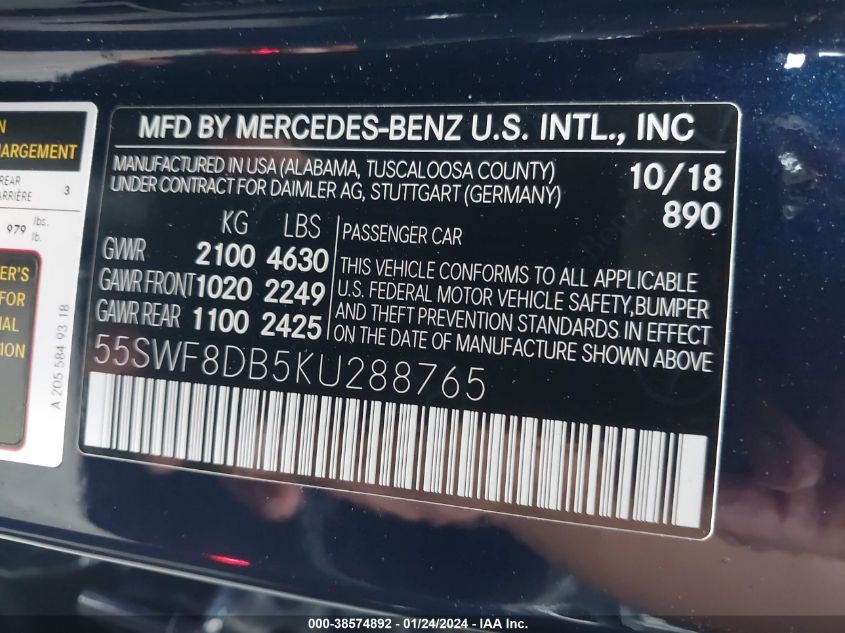 N
HARGEMENT
REAR
ARRIÈRE 3
979 lbs.
lb.
ER'S
FOR
ION
A 205 584 93 18
MFD BY MERCEDES-BENZ U.S. INTL., INC
MANUFACTURED IN USA (ALABAMA, TUSCALOOSA COUNTY)
UNDER CONTRACT FOR DAIMLER AG, STUTTGART (GERMANY)
10/18
890
KG LBS
GVWR 2100 4630
GAWR FRONT 1020 2249
GAWR REAR 1100 2425
PASSENGER CAR
THIS VEHICLE CONFORMS TO ALL APPLICABLE
U.S. FEDERAL MOTOR VEHICLE SAFETY,BUMPER
AND THEFT PREVENTION STANDARDS IN EFFECT
ON THE DATE OF MANUFACTURE SHOWN ABOVE
55SWF8DB5KU288765
000-38574892 - 01/24/2024 - IAA Inc.